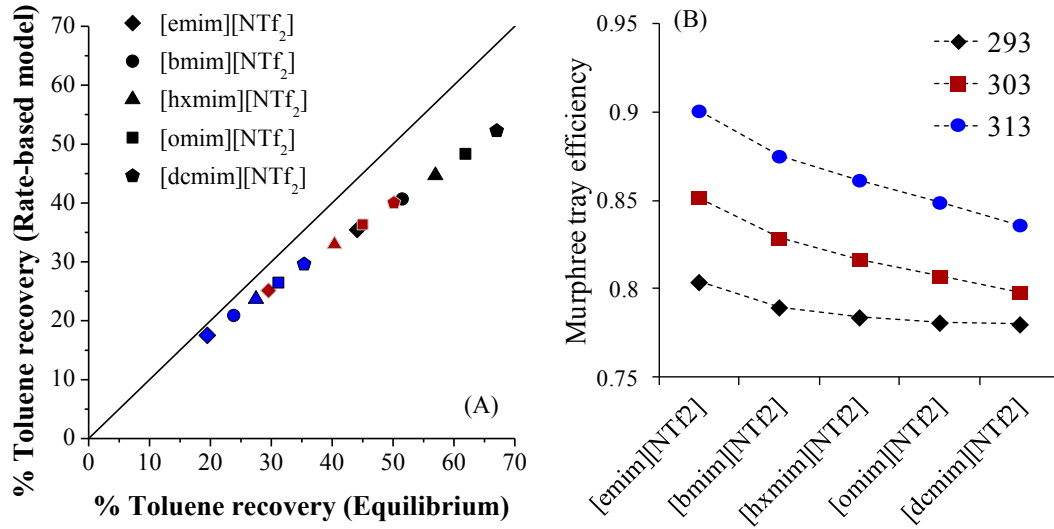 % Toluene recovery (Rate-based model)
70
60
50
40
30
20
10
0
[emim][NTf₂]
[bmim][NTf₂]
[hxmim][NTf₂]
[omim][NTf₂]
[dcmim][NTf₂]
(A)
0 10 20 30 40 50 60 70
% Toluene recovery (Equilibrium)
(B)
Murphree tray efficiency
0.95
0.9
0.85
0.8
0.75
293
303
313
[emim][NTf2]
[bmim][NTf2]
[hxmim][NTf2]
[omim][NTf2]
[dcmim][NTf2]